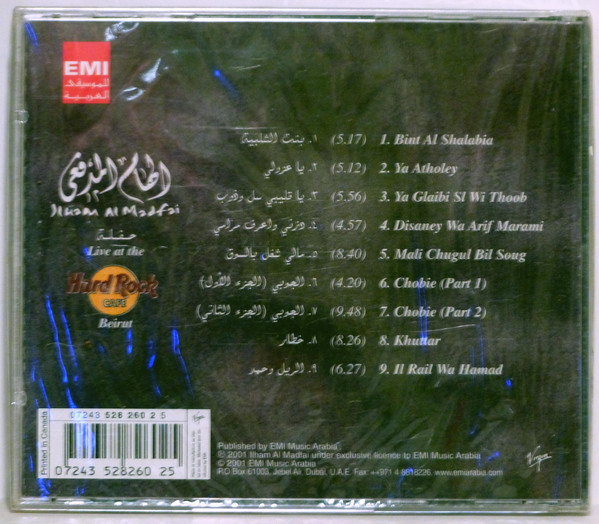 EMI
للموسيقى
العربية
إلهام المدفعي
Ilham Al Madfai
حفلة
Live at the
Hard Rock
CAFE
Beirut
١. بنت الشلبية (5.17) 1. Bint Al Shalabia
٢. يا عزولي (5.12) 2. Ya Atholey
٣. يا قليبي سل وذوب (5.56) 3. Ya Glaibi Sl Wi Thoob
٤. دزني واعرف مرامي (4.57) 4. Disaney Wa Arif Marami
٥. مالي شغل بالسوق (8.40) 5. Mali Chugul Bil Soug
٦. الجوبي (الجزء الأول) (4.20) 6. Chobie (Part 1)
٧. الجوبي (الجزء الثاني) (9.48) 7. Chobie (Part 2)
٨. خطار (8.26) 8. Khuttar
٩. الريل وحمد (6.27) 9. Il Rail Wa Hamad
Printed in Canada
07243 528 260 2 5
07243 528260 25
Published by EMI Music Arabia
℗ 2001 Ilham Al Madfai under exclusive licence to EMI Music Arabia
© 2001 EMI Music Arabia
P.O Box 61003, Jebel Ali, Dubai, U.A.E. Fax: +971 4 8818226. www.emiarabia.com
Virgin